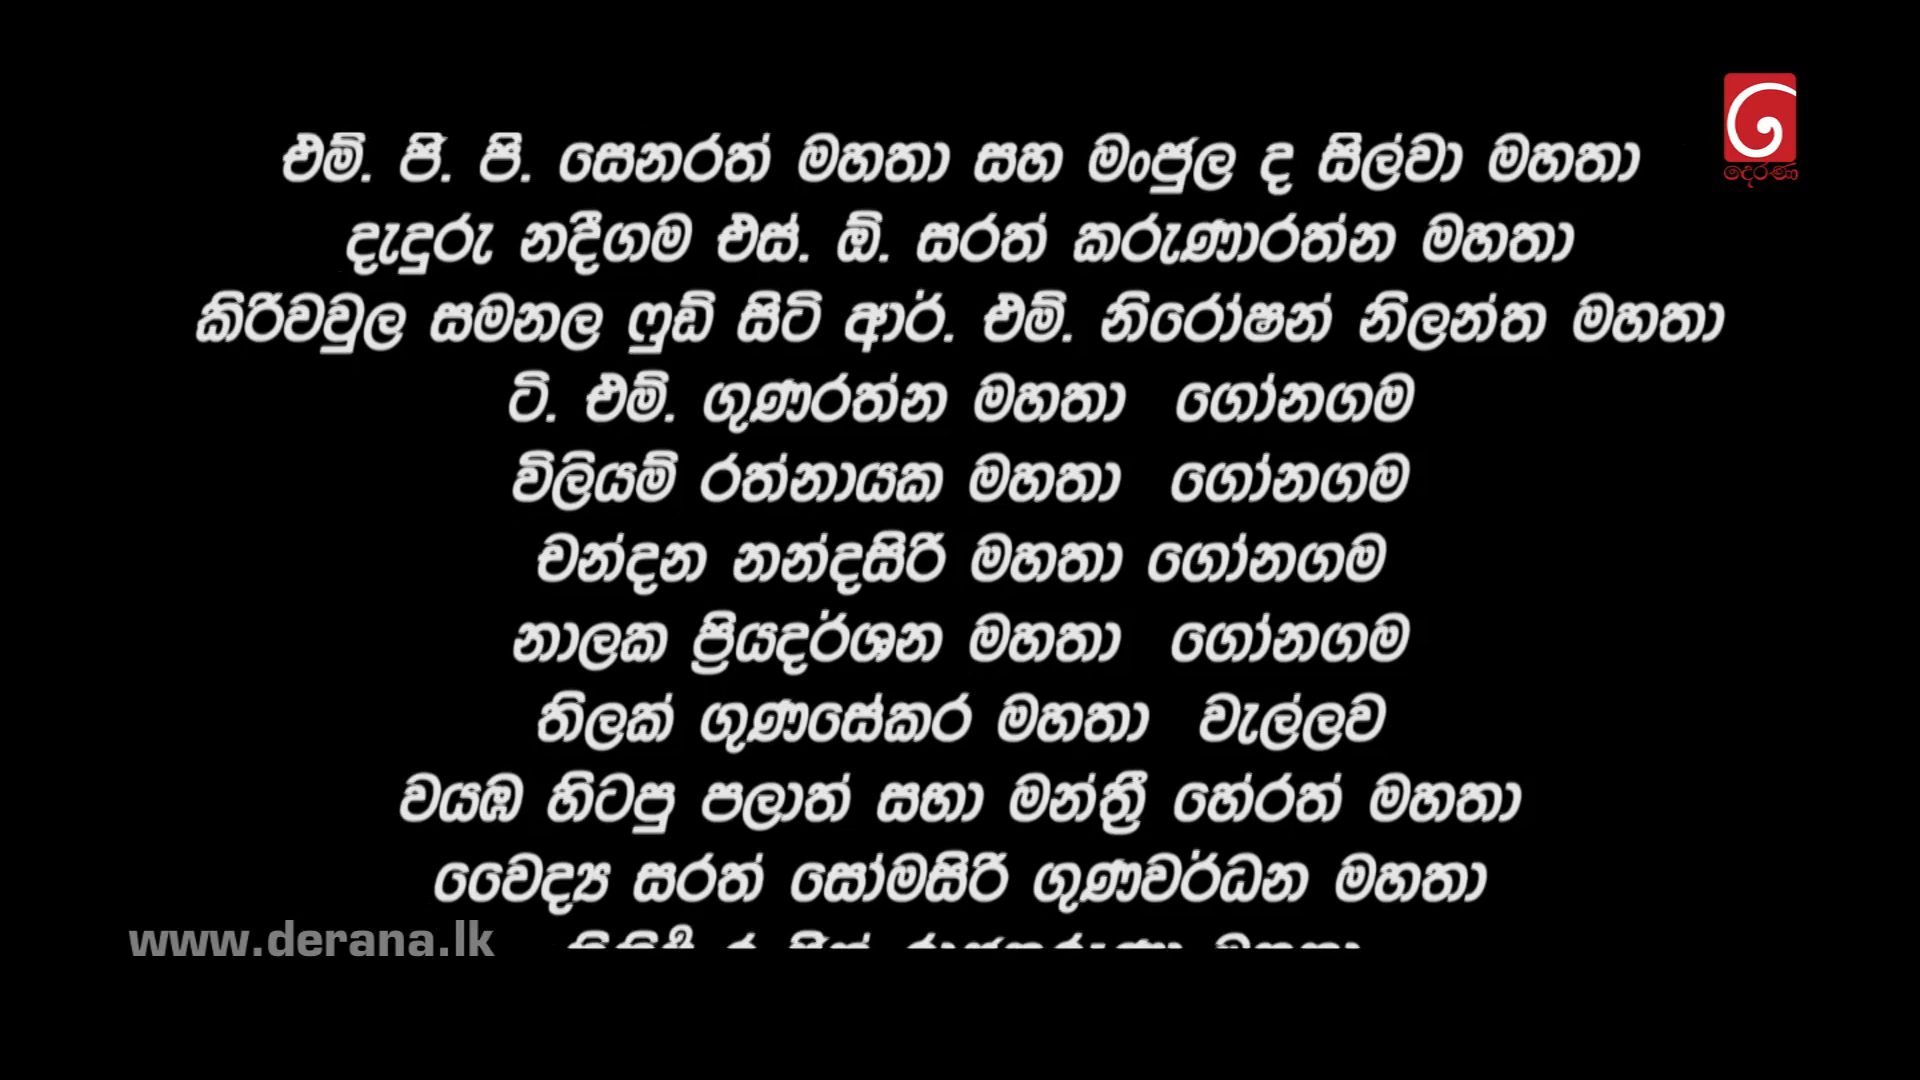 එම්. ජි. පි. සෙනරත් මහතා සහ මංජුල ද සිල්වා මහතා
දෙරණ
දැදුරු නදීගම එස්. ඕ. සරත් කරුණාරත්න මහතා
කිරිවවුල සමනල ෆුඩ් සිටි ආර්. එම්. නිරෝෂන් නිලන්ත මහතා
ටි. එම්. ගුණරත්න මහතා ගෝනගම
විලියම් රත්නායක මහතා ගෝනගම
චන්දන නන්දසිරි මහතා ගෝනගම
නාලක ප්‍රියදර්ශන මහතා ගෝනගම
තිලක් ගුණසේකර මහතා වැල්ලව
වයඹ හිටපු පලාත් සභා මන්ත්‍රී හේරත් මහතා
වෛද්‍ය සරත් සෝමසිරි ගුණවර්ධන මහතා
www.derana.lk